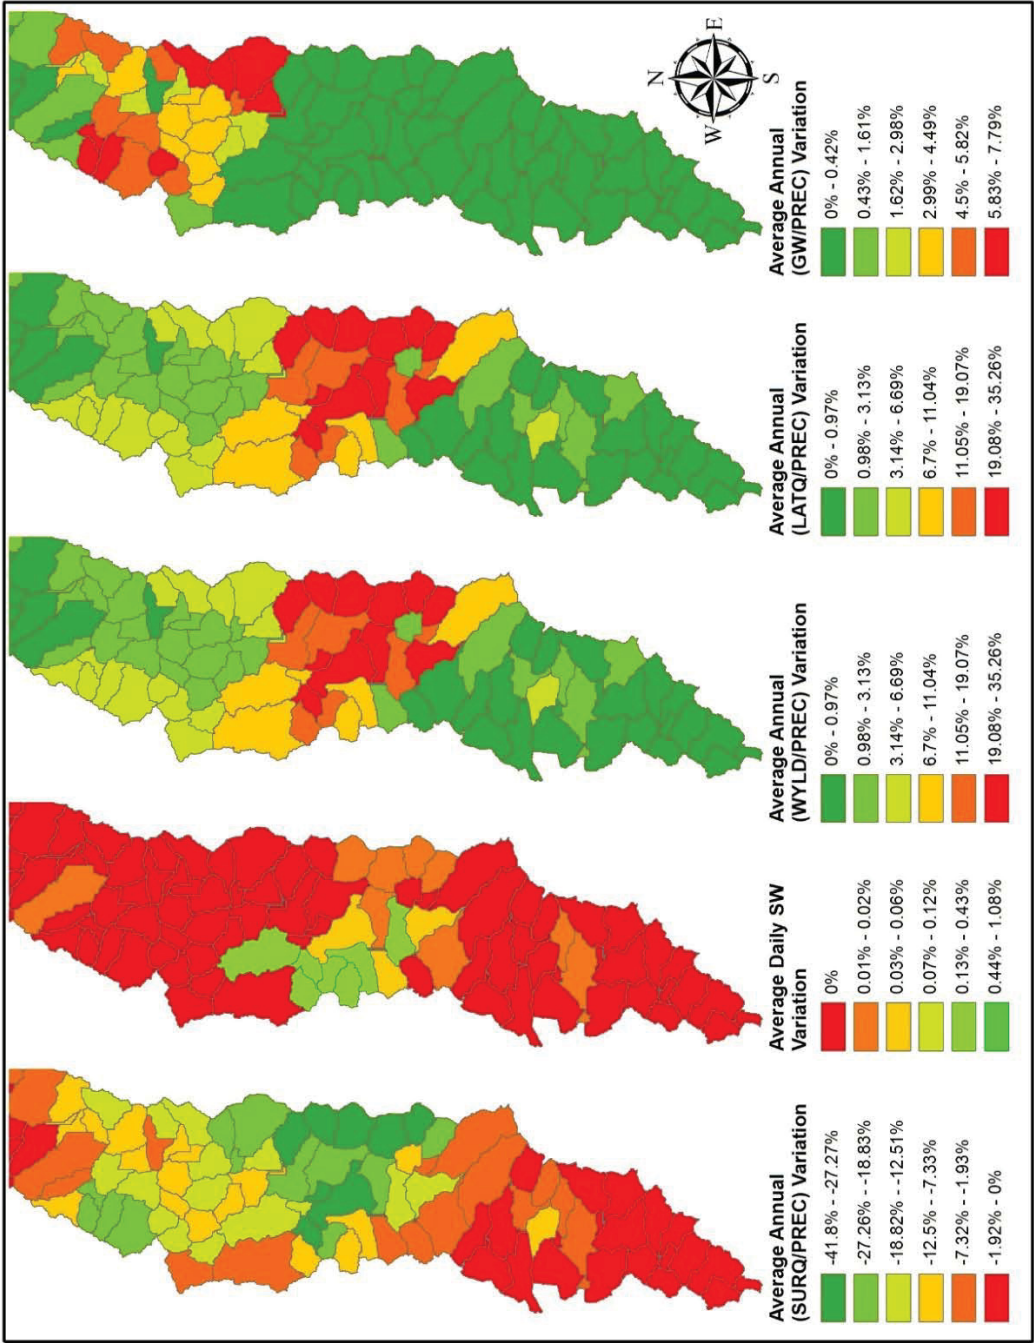 Average Annual
(SURQ/PREC) Variation
-41.8% - -27.27%
-27.26% - -18.83%
-18.82% - -12.51%
-12.5% - -7.33%
-7.32% - -1.93%
-1.92% - 0%
Average Daily SW
Variation
0%
0.01% - 0.02%
0.03% - 0.06%
0.07% - 0.12%
0.13% - 0.43%
0.44% - 1.08%
Average Annual
(WYLD/PREC) Variation
0% - 0.97%
0.98% - 3.13%
3.14% - 6.69%
6.7% - 11.04%
11.05% - 19.07%
19.08% - 35.26%
Average Annual
(LATQ/PREC) Variation
0% - 0.97%
0.98% - 3.13%
3.14% - 6.69%
6.7% - 11.04%
11.05% - 19.07%
19.08% - 35.26%
Average Annual
(GW/PREC) Variation
0% - 0.42%
0.43% - 1.61%
1.62% - 2.98%
2.99% - 4.49%
4.5% - 5.82%
5.83% - 7.79%
N
W
E
S